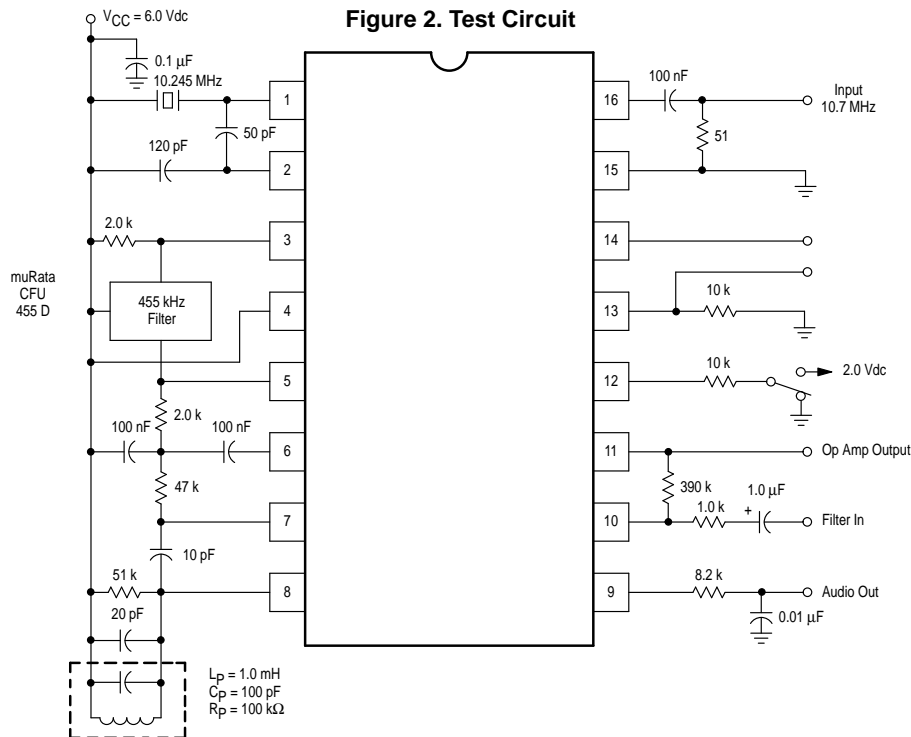 Figure 2. Test Circuit
VCC = 6.0 Vdc
0.1 µF
10.245 MHz
50 pF
120 pF
2.0 k
muRata
CFU
455 D
455 kHz
Filter
2.0 k
100 nF
100 nF
47 k
10 pF
51 k
20 pF
LP = 1.0 mH
CP = 100 pF
RP = 100 kΩ
1
2
3
4
5
6
7
8
16
15
14
13
12
11
10
9
100 nF
Input
10.7 MHz
51
10 k
10 k
2.0 Vdc
Op Amp Output
390 k
1.0 k
1.0 µF
+
Filter In
8.2 k
Audio Out
0.01 µF